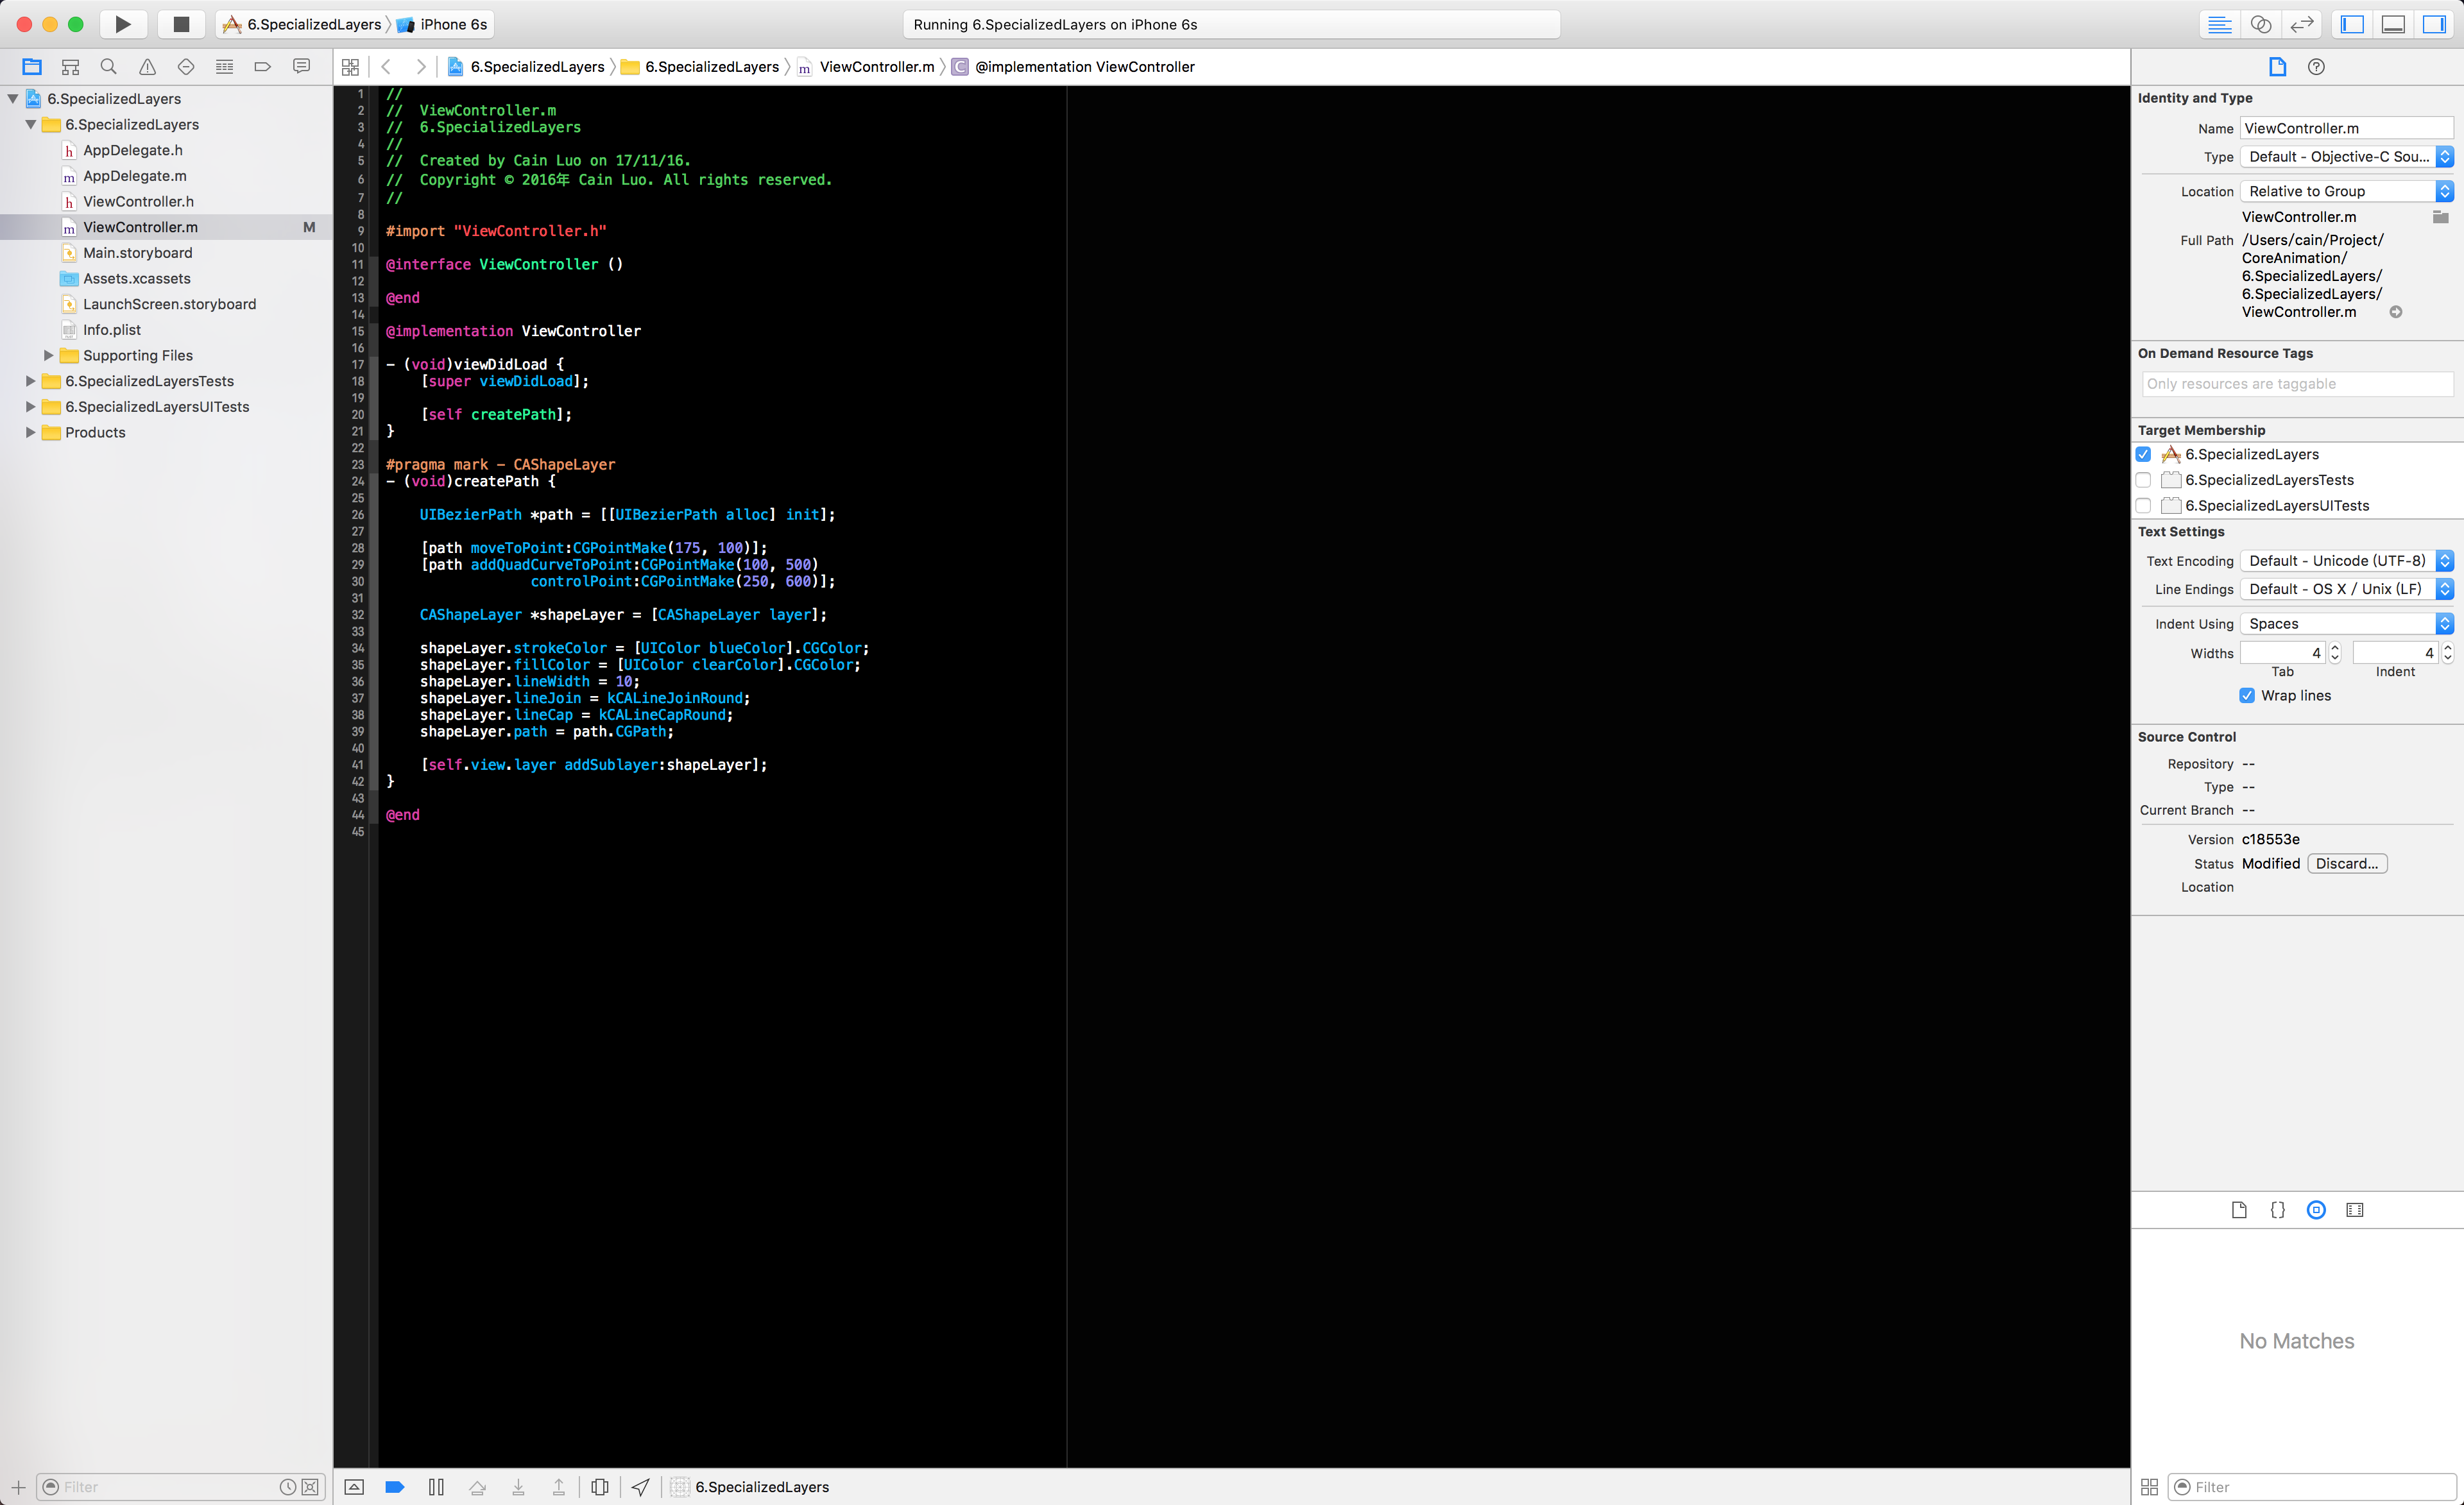 6.SpecializedLayers iPhone 6s Running 6.SpecializedLayers on iPhone 6s
6.SpecializedLayers 6.SpecializedLayers m ViewController.m C @implementation ViewController
6.SpecializedLayers
6.SpecializedLayers
h AppDelegate.h
m AppDelegate.m
h ViewController.h
m ViewController.m M
Main.storyboard
Assets.xcassets
LaunchScreen.storyboard
Info.plist
Supporting Files
6.SpecializedLayersTests
6.SpecializedLayersUITests
Products
Filter
1 //
2 //  ViewController.m
3 //  6.SpecializedLayers
4 //
5 //  Created by Cain Luo on 17/11/16.
6 //  Copyright © 2016年 Cain Luo. All rights reserved.
7 //
8
9 #import "ViewController.h"
10
11 @interface ViewController ()
12
13 @end
14
15 @implementation ViewController
16
17 - (void)viewDidLoad {
18     [super viewDidLoad];
19
20     [self createPath];
21 }
22
23 #pragma mark - CAShapeLayer
24 - (void)createPath {
25
26     UIBezierPath *path = [[UIBezierPath alloc] init];
27
28     [path moveToPoint:CGPointMake(175, 100)];
29     [path addQuadCurveToPoint:CGPointMake(100, 500)
30                  controlPoint:CGPointMake(250, 600)];
31
32     CAShapeLayer *shapeLayer = [CAShapeLayer layer];
33
34     shapeLayer.strokeColor = [UIColor blueColor].CGColor;
35     shapeLayer.fillColor = [UIColor clearColor].CGColor;
36     shapeLayer.lineWidth = 10;
37     shapeLayer.lineJoin = kCALineJoinRound;
38     shapeLayer.lineCap = kCALineCapRound;
39     shapeLayer.path = path.CGPath;
40
41     [self.view.layer addSublayer:shapeLayer];
42 }
43
44 @end
45
6.SpecializedLayers
Identity and Type
Name ViewController.m
Type Default - Objective-C Sou...
Location Relative to Group
ViewController.m
Full Path /Users/cain/Project/
CoreAnimation/
6.SpecializedLayers/
6.SpecializedLayers/
ViewController.m
On Demand Resource Tags
Only resources are taggable
Target Membership
6.SpecializedLayers
6.SpecializedLayersTests
6.SpecializedLayersUITests
Text Settings
Text Encoding Default - Unicode (UTF-8)
Line Endings Default - OS X / Unix (LF)
Indent Using Spaces
Widths 4 4
Tab Indent
Wrap lines
Source Control
Repository --
Type --
Current Branch --
Version c18553e
Status Modified Discard...
Location
{}
No Matches
Filter